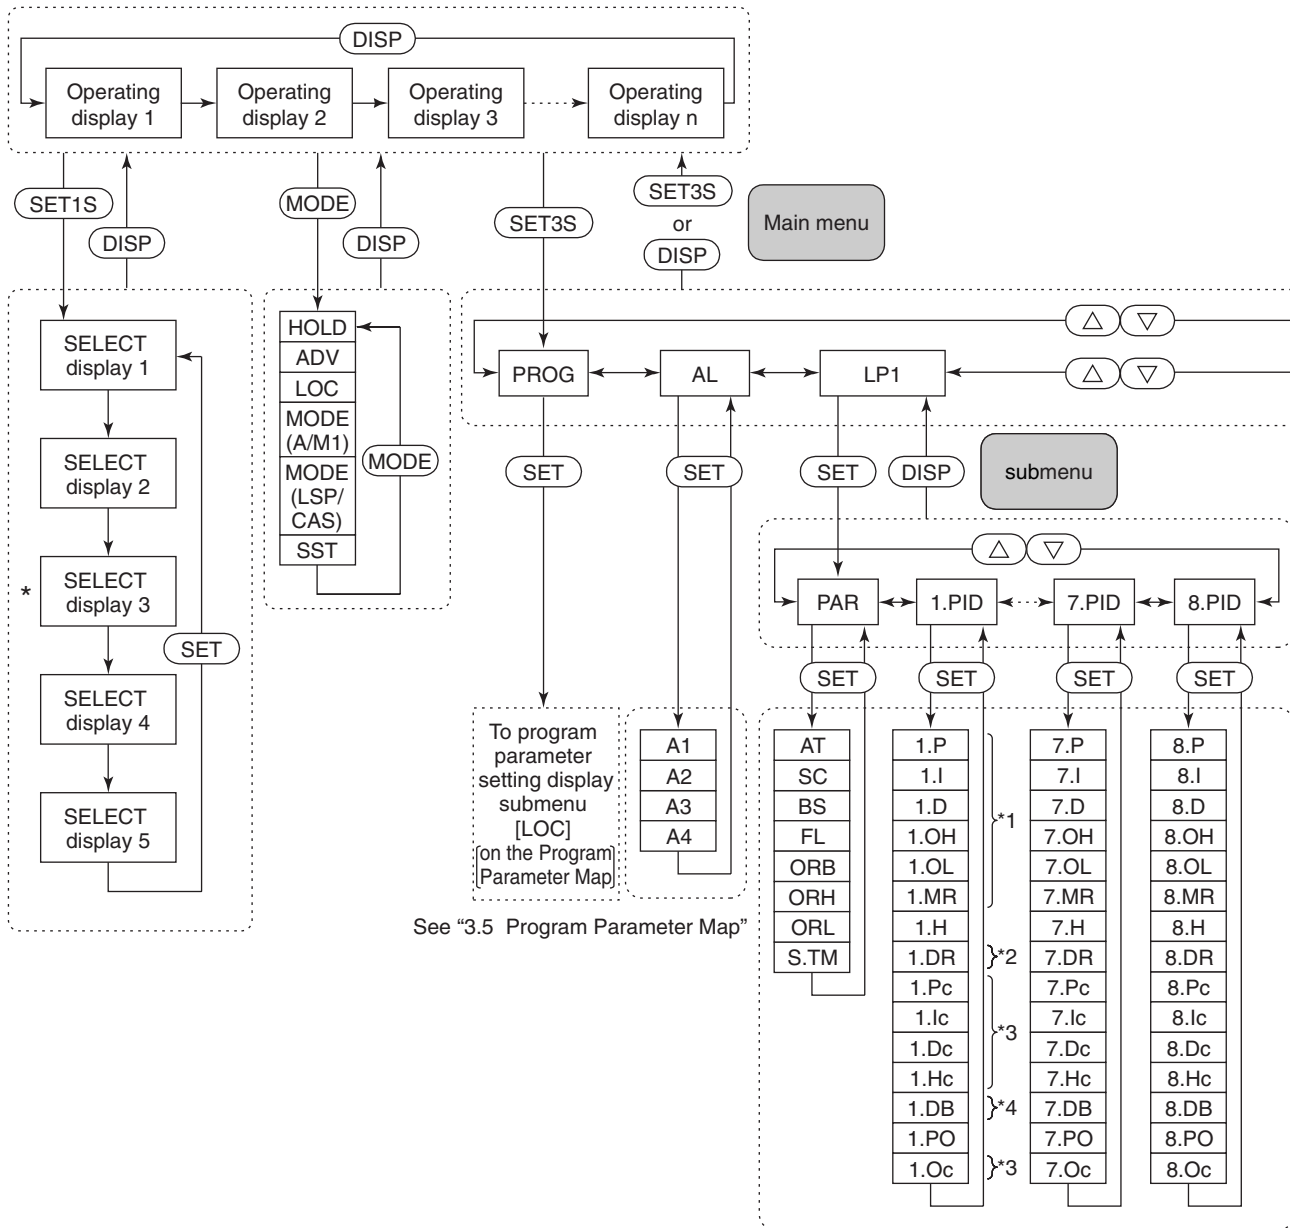 DISP
Operating
display 1
Operating
display 2
Operating
display 3
Operating
display n
SET1S
DISP
MODE
DISP
SET3S
SET3S
or
DISP
Main menu
SELECT
display 1
SELECT
display 2
*
SELECT
display 3
SELECT
display 4
SELECT
display 5
SET
HOLD
ADV
LOC
MODE
(A/M1)
MODE
(LSP/
CAS)
SST
MODE
PROG
AL
LP1
SET
SET
SET
DISP
submenu
PAR
1.PID
7.PID
8.PID
SET
SET
SET
SET
To program
parameter
setting display
submenu
[LOC]
[on the Program
Parameter Map]
See “3.5 Program Parameter Map”
A1
A2
A3
A4
AT
SC
BS
FL
ORB
ORH
ORL
S.TM
1.P
1.I
1.D
1.OH
1.OL
1.MR
1.H
1.DR
1.Pc
1.Ic
1.Dc
1.Hc
1.DB
1.PO
1.Oc
*1
*2
*3
*4
*3
7.P
7.I
7.D
7.OH
7.OL
7.MR
7.H
7.DR
7.Pc
7.Ic
7.Dc
7.Hc
7.DB
7.PO
7.Oc
8.P
8.I
8.D
8.OH
8.OL
8.MR
8.H
8.DR
8.Pc
8.Ic
8.Dc
8.Hc
8.DB
8.PO
8.Oc